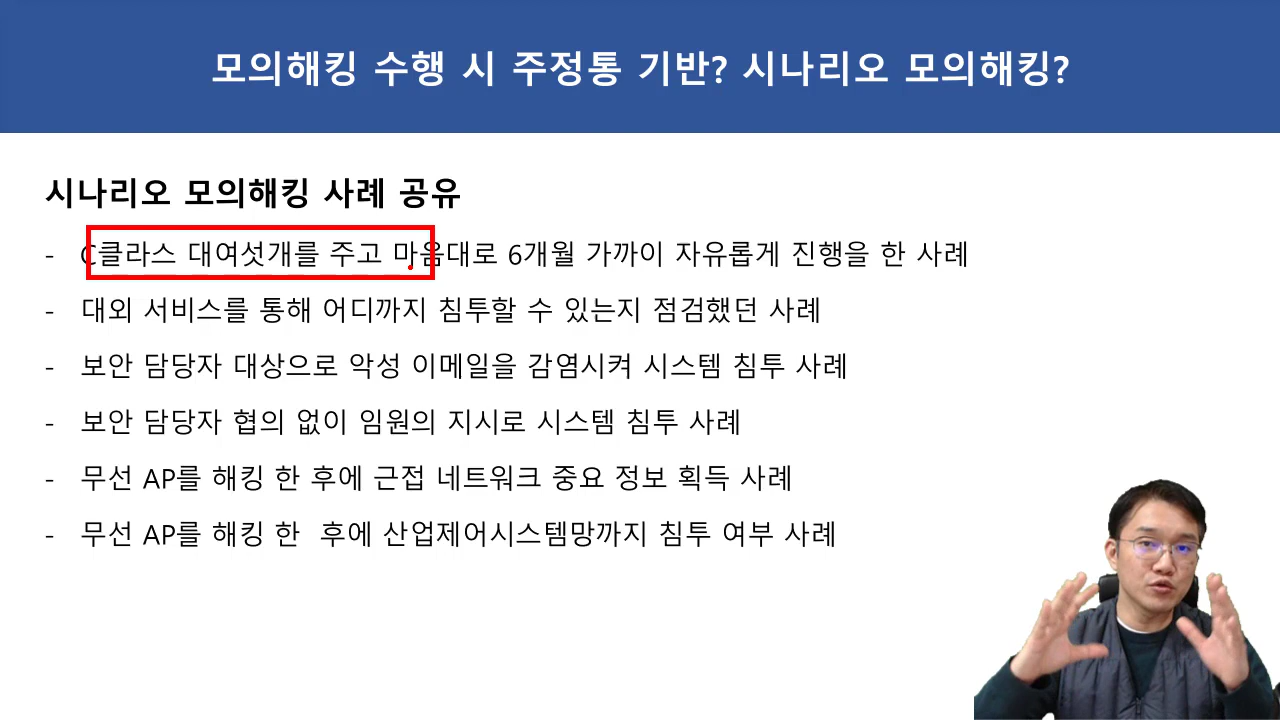 모의해킹 수행 시 주정통 기반? 시나리오 모의해킹?
시나리오 모의해킹 사례 공유
- C클라스 대여섯개를 주고 마음대로 6개월 가까이 자유롭게 진행을 한 사례
- 대외 서비스를 통해 어디까지 침투할 수 있는지 점검했던 사례
- 보안 담당자 대상으로 악성 이메일을 감염시켜 시스템 침투 사례
- 보안 담당자 협의 없이 임원의 지시로 시스템 침투 사례
- 무선 AP를 해킹 한 후에 근접 네트워크 중요 정보 획득 사례
- 무선 AP를 해킹 한  후에 산업제어시스템망까지 침투 여부 사례